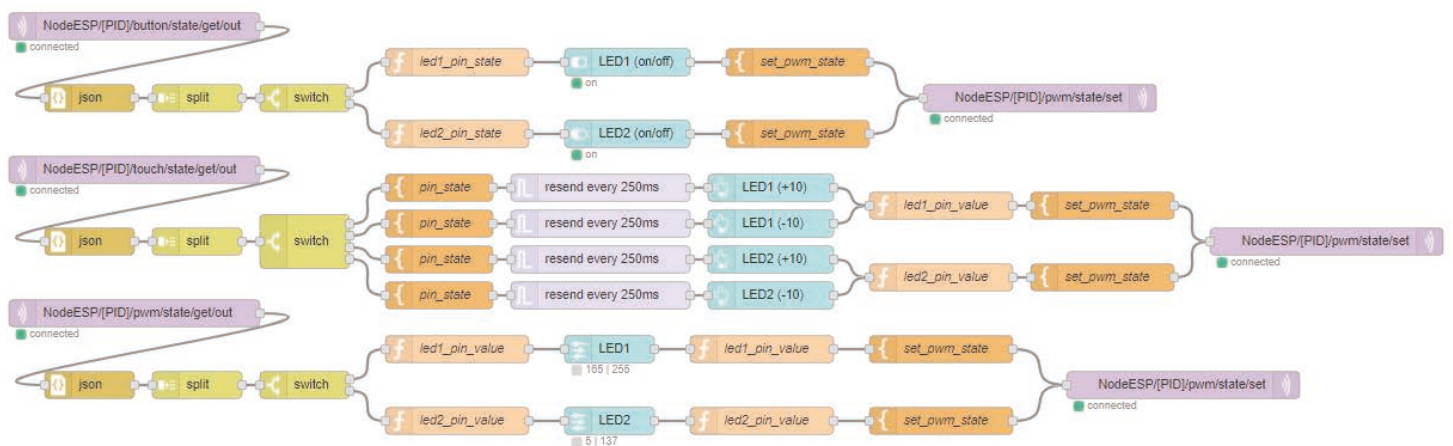 NodeESP/[PID]/button/state/get/out
connected
json
split
switch
led1_pin_state
LED1 (on/off)
on
set_pwm_state
led2_pin_state
LED2 (on/off)
on
set_pwm_state
NodeESP/[PID]/pwm/state/set
connected
NodeESP/[PID]/touch/state/get/out
connected
json
split
switch
pin_state
resend every 250ms
LED1 (+10)
pin_state
resend every 250ms
LED1 (-10)
led1_pin_value
set_pwm_state
pin_state
resend every 250ms
LED2 (+10)
pin_state
resend every 250ms
LED2 (-10)
led2_pin_value
set_pwm_state
NodeESP/[PID]/pwm/state/set
connected
NodeESP/[PID]/pwm/state/get/out
connected
json
split
switch
led1_pin_value
LED1
165 | 255
led1_pin_value
set_pwm_state
led2_pin_value
LED2
5 | 137
led2_pin_value
set_pwm_state
NodeESP/[PID]/pwm/state/set
connected